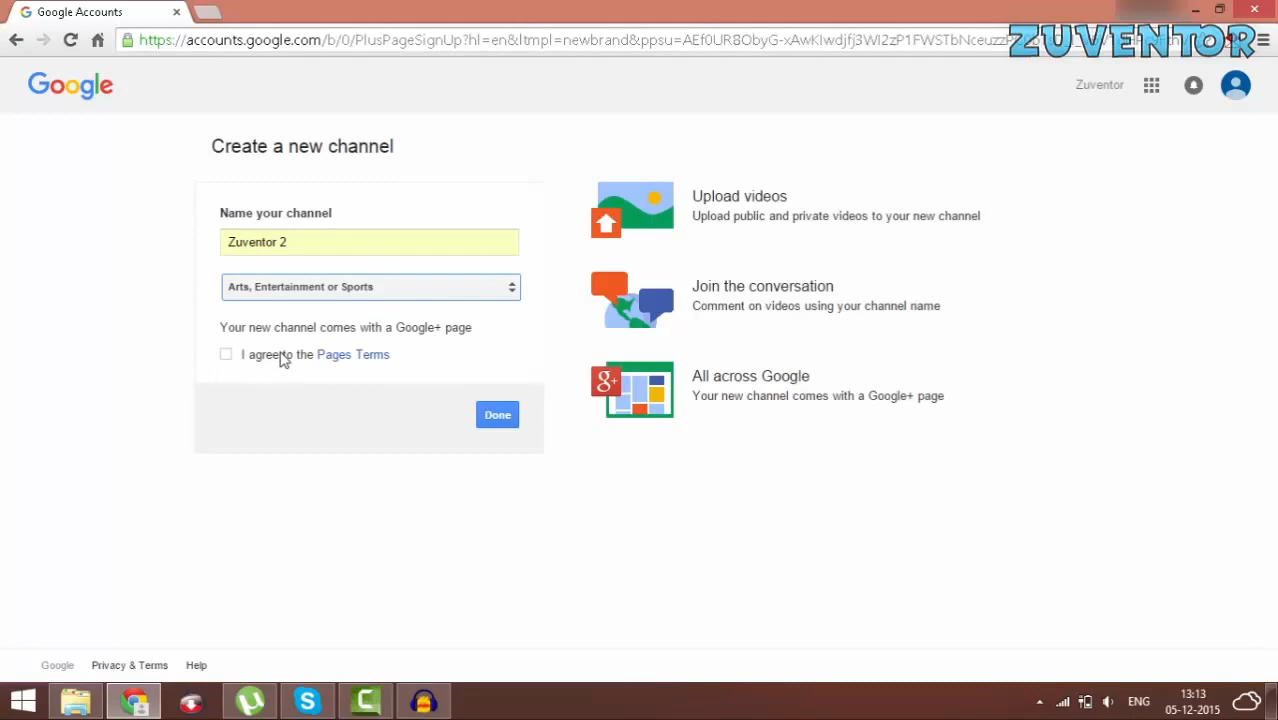 Google Accounts
https://accounts.google.com/b/0/PlusPageSignUp?hl=en&ltmpl=newbrand&ppsu=AEf0UR8ObyG-xAwKIwdjfj3WI2zP1FWSTbNceuzzP
ZUVENTOR
Google
Zuventor
Create a new channel
Name your channel
Zuventor 2
Arts, Entertainment or Sports
Your new channel comes with a Google+ page
I agree to the Pages Terms
Done
Upload videos
Upload public and private videos to your new channel
Join the conversation
Comment on videos using your channel name
g+
All across Google
Your new channel comes with a Google+ page
Google
Privacy & Terms
Help
ENG
13:13
05-12-2015